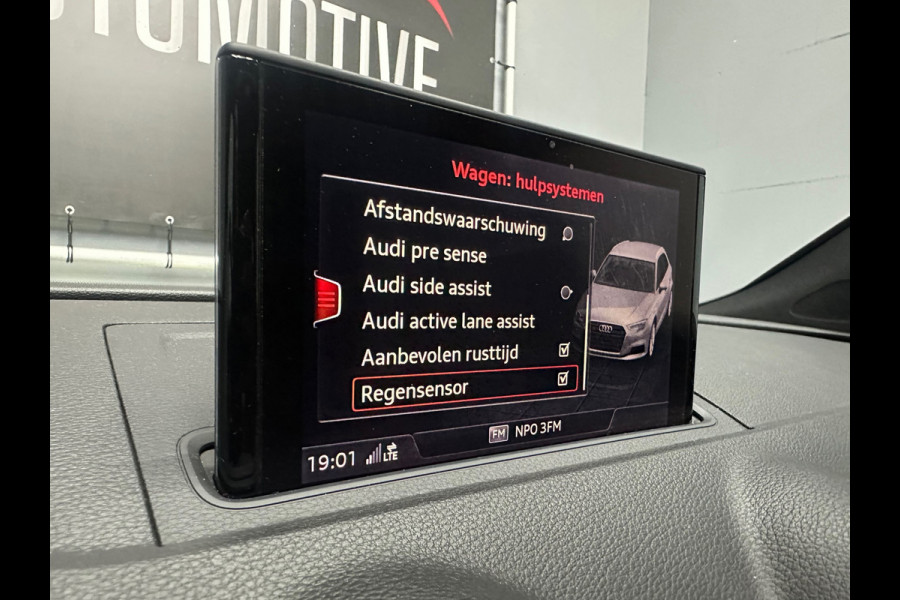 TOMOTIVE
Wagen: hulpsystemen
Afstandswaarschuwing
Audi pre sense
Audi side assist
Audi active lane assist
Aanbevolen rusttijd
Regensensor
FM NPO 3FM
19:01 LTE